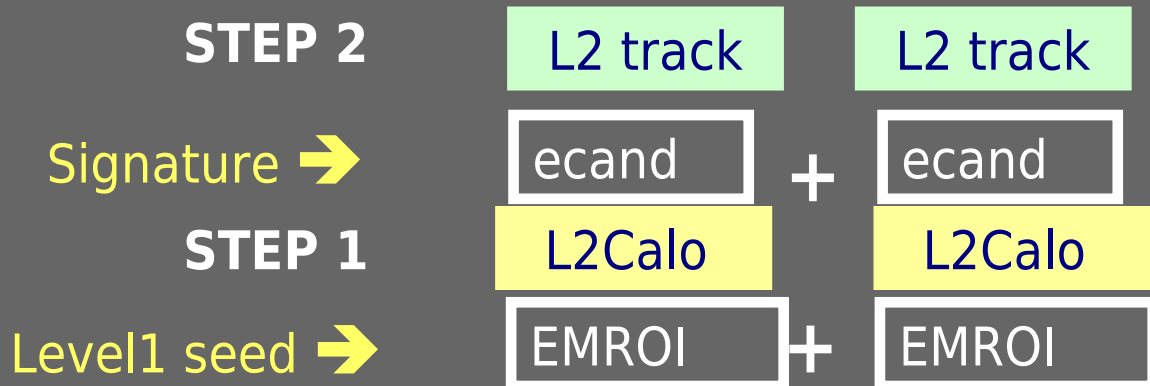 STEP 2 L2 track L2 track
Signature ➔ ecand + ecand
STEP 1 L2Calo L2Calo
Level1 seed ➔ EMROI + EMROI